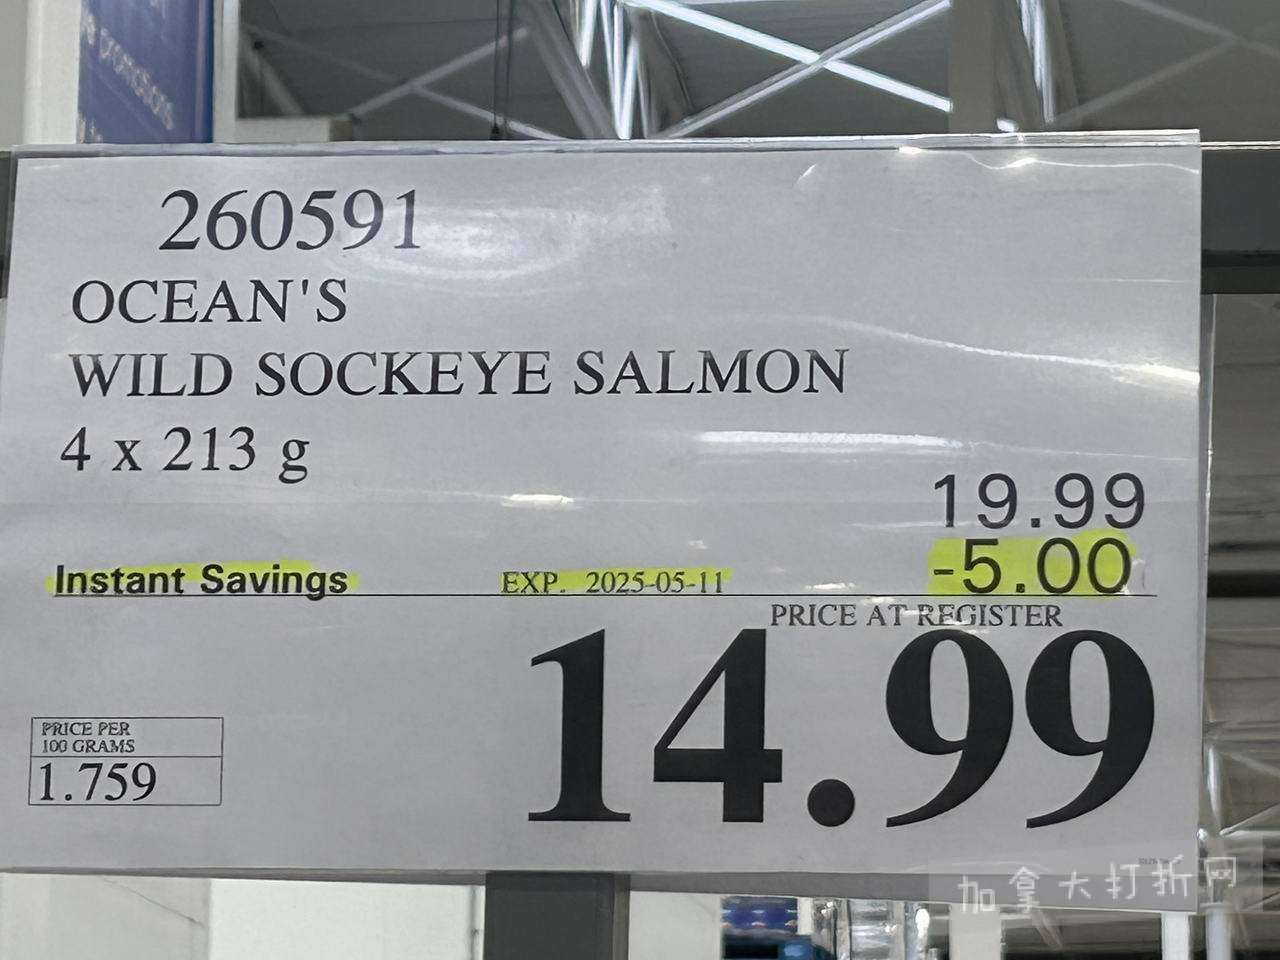 promotions
260591
OCEAN'S
WILD SOCKEYE SALMON
4 x 213 g
19.99
Instant Savings EXP. 2025-05-11 -5.00
PRICE AT REGISTER
14.99
PRICE PER
100 GRAMS
1.759
加拿大打折网